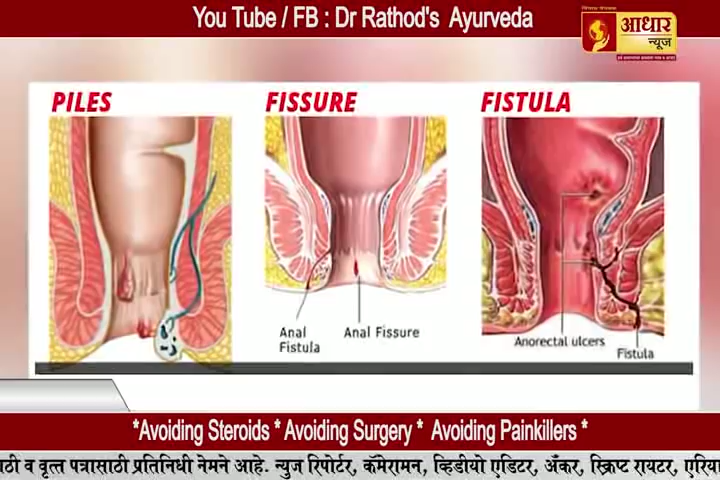 You Tube / FB : Dr Rathod's Ayurveda
आधार
न्यूज
PILES
FISSURE
FISTULA
Anal
Fistula
Anal Fissure
Anorectal ulcers
Fistula
*Avoiding Steroids * Avoiding Surgery * Avoiding Painkillers *
व वृत्त पत्रासाठी प्रतिनिधी नेमने आहे. न्युज रिपोर्टर, कॅमेरामन, व्हिडीयो एडिटर, अँकर, स्क्रिप्ट रायटर,